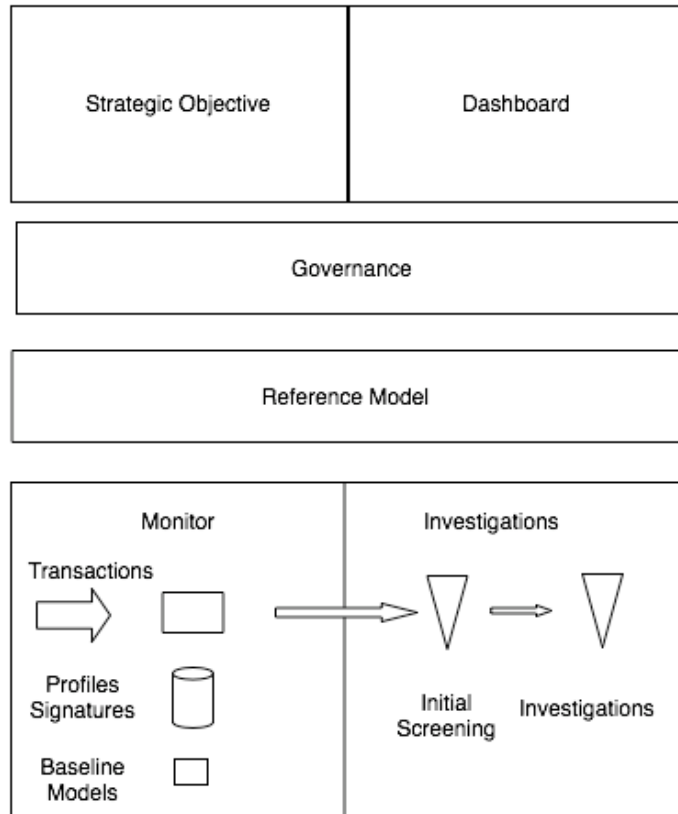 Strategic Objective
Dashboard
Governance
Reference Model
Monitor
Investigations
Transactions
Profiles
Signatures
Baseline
Models
Initial
Screening
Investigations